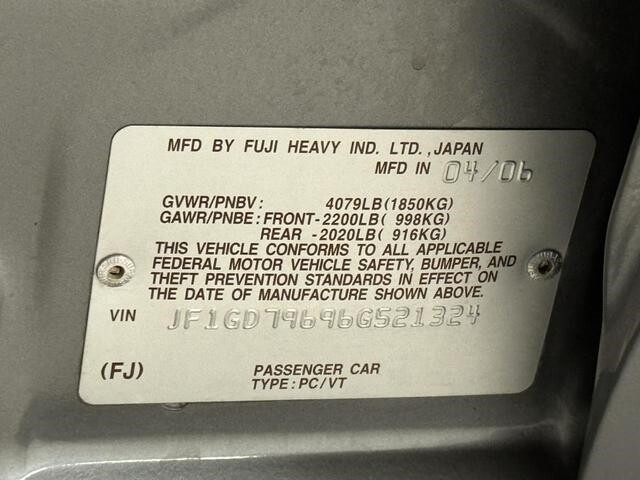 MFD BY FUJI HEAVY IND. LTD., JAPAN
MFD IN 04/06
GVWR/PNBV: 4079LB(1850KG)
GAWR/PNBE: FRONT-2200LB( 998KG)
REAR -2020LB( 916KG)
THIS VEHICLE CONFORMS TO ALL APPLICABLE
FEDERAL MOTOR VEHICLE SAFETY, BUMPER, AND
THEFT PREVENTION STANDARDS IN EFFECT ON
THE DATE OF MANUFACTURE SHOWN ABOVE.
VIN JF1GD79696G521324
(FJ) PASSENGER CAR
TYPE: PC/VT